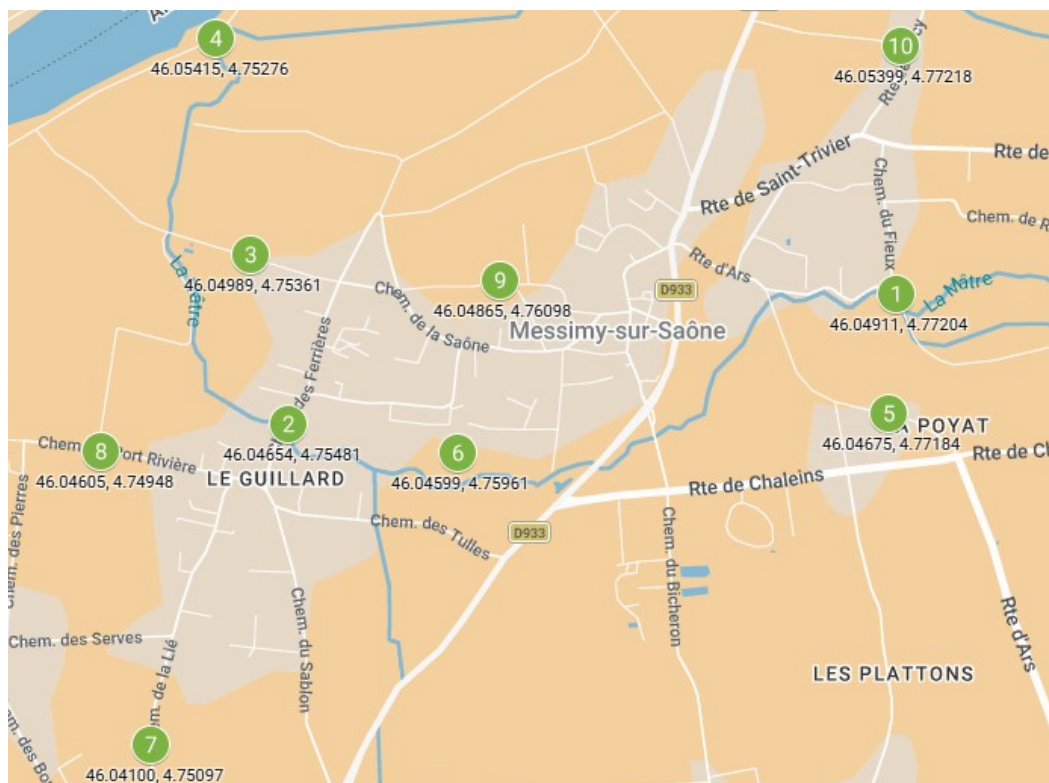 4
46.05415, 4.75276
10
46.05399, 4.77218
Rte de Saint-Trivier
Rte de
Chem. du Fieux
Chem. de R
3
46.04989, 4.75361
La Mâtre
Rte d'Ars
9
46.04865, 4.76098
D933
1
46.04911, 4.77204
La Mâtre
Chem. de la Saône
Messimy-sur-Saône
des Ferrières
2
46.04654, 4.75481
5
46.04675, 4.77184
POYAT
8
46.04605, 4.74948
Port Rivière
LE GUILLARD
6
46.04599, 4.75961
Rte de Chaleins
Rte de Ch
Chem. des Pierres
Chem. des Tulles
D933
Chem. du Bicheron
Chem. des Serves
Chem. du Sablon
de la Llé
Rte d'Ars
LES PLATTONS
7
46.04100, 4.75097
Chem. des Bo